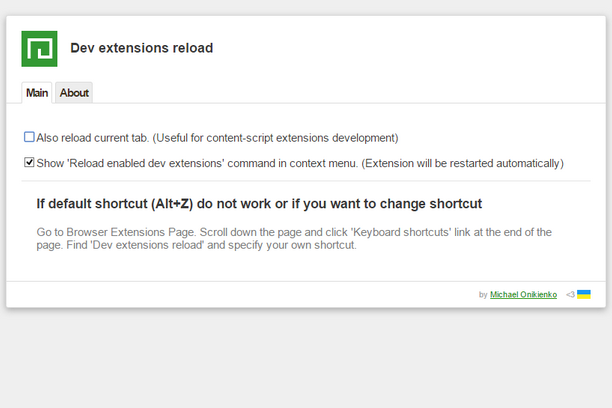 Dev extensions reload
Main About
Also reload current tab. (Useful for content-script extensions development)
Show 'Reload enabled dev extensions' command in context menu. (Extension will be restarted automatically)
If default shortcut (Alt+Z) do not work or if you want to change shortcut
Go to Browser Extensions Page. Scroll down the page and click 'Keyboard shortcuts' link at the end of the
page. Find 'Dev extensions reload' and specify your own shortcut.
by Michael Onikienko <3